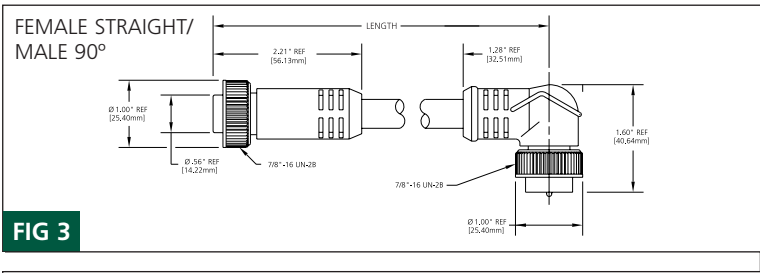 FEMALE STRAIGHT/
MALE 90º
LENGTH
2.21" REF
[56.13mm]
1.28" REF
[32.51mm]
Ø 1.00" REF
[25.40mm]
Ø .56" REF
[14.22mm]
7/8"-16 UN-2B
1.60" REF
[40.64mm]
7/8"-16 UN-2B
Ø 1.00" REF
[25.40mm]
FIG 3